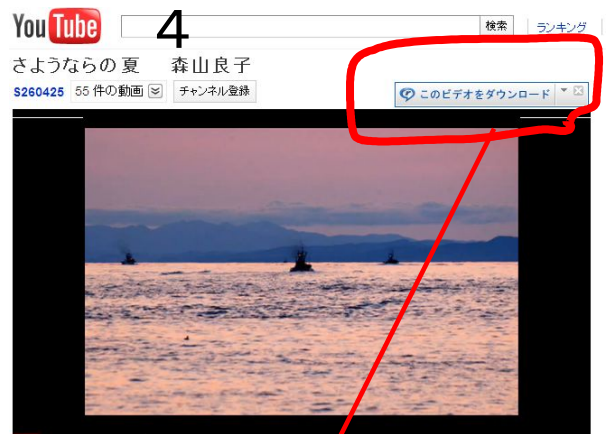 You Tube 4 検索 ランキング
さようならの夏 森山良子
S260425 55 件の動画 チャンネル登録 このビデオをダウンロード